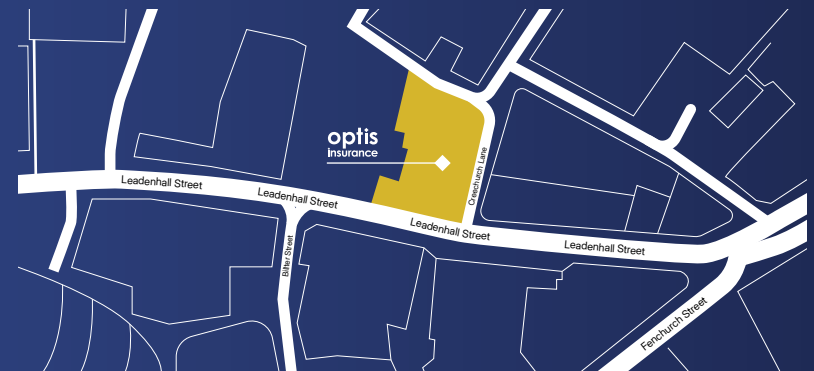 optis
insurance
Creechurch Lane
Leadenhall Street
Leadenhall Street
Leadenhall Street
Leadenhall Street
Billiter Street
Fenchurch Street